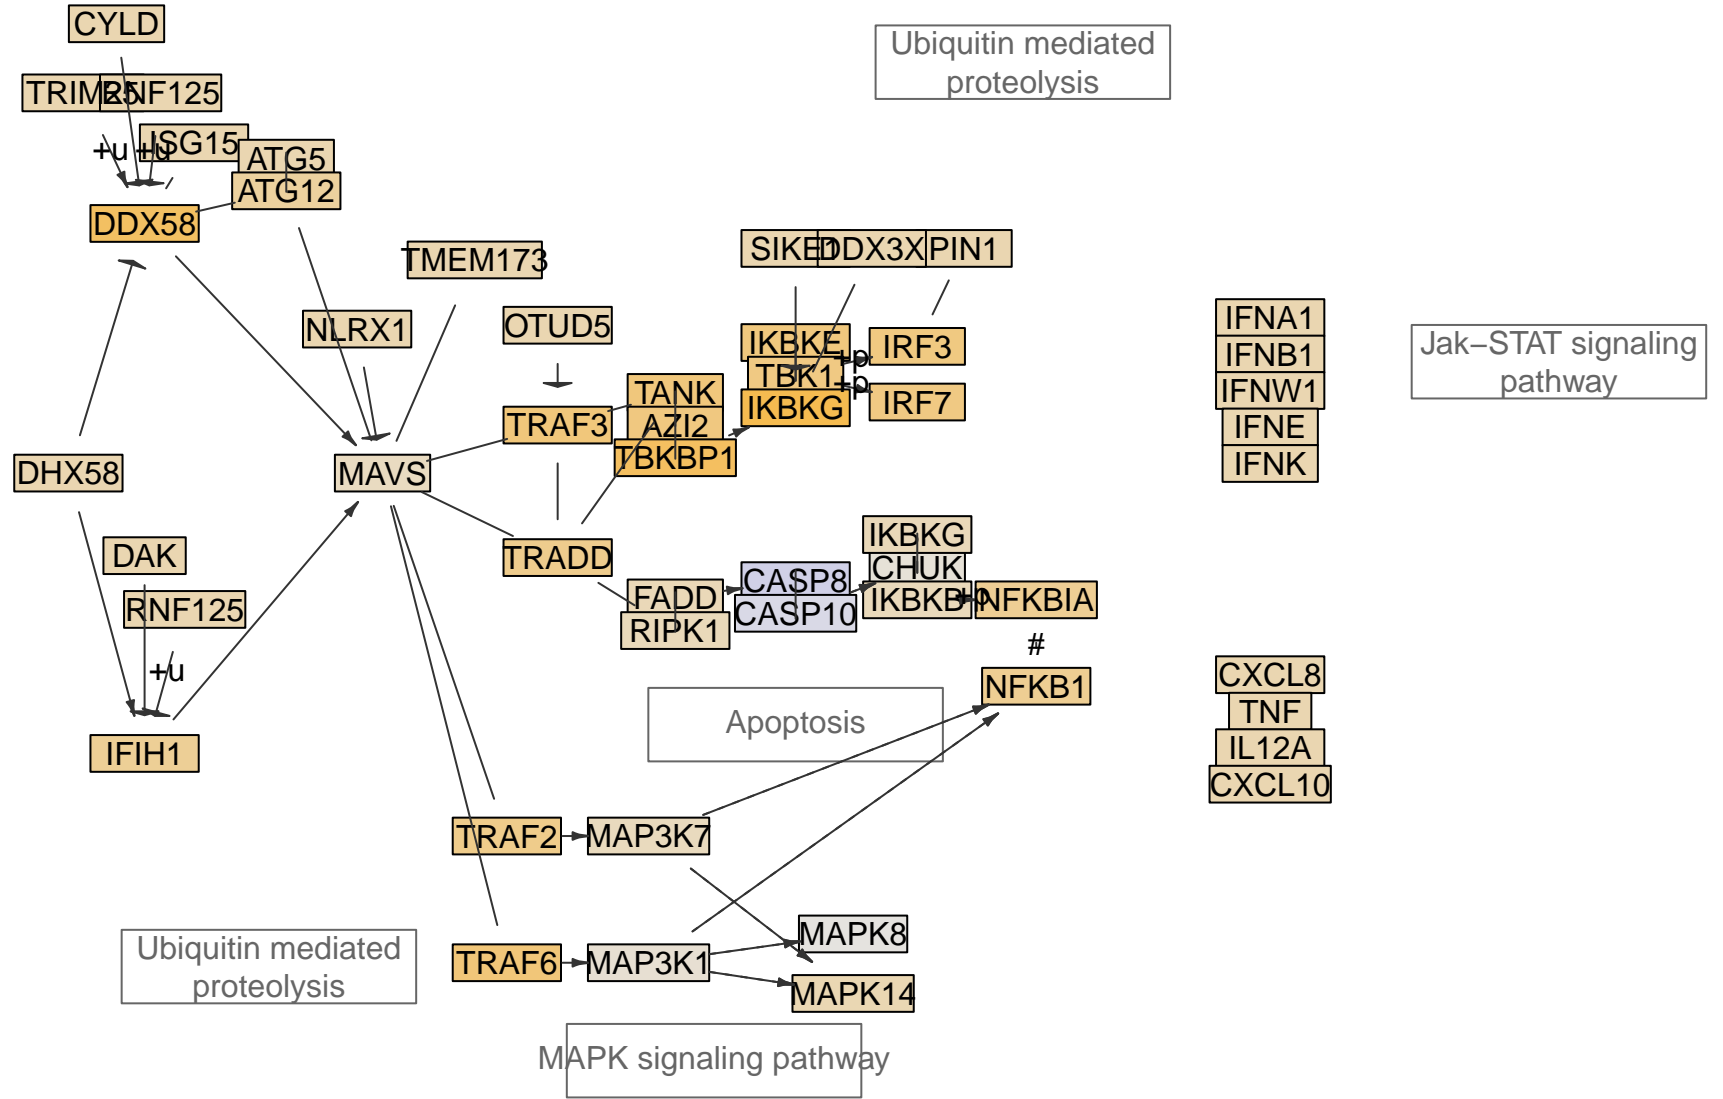 CYLD
Ubiquitin mediated
proteolysis
TRIM25
RNF125
ISG15
+u
+u
ATG5
ATG12
DDX58
TMEM173
SIKE1
DDX3X
PIN1
NLRX1
OTUD5
IKBKE
+p
IRF3
TBK1
+p
IKBKG
IRF7
IFNA1
IFNB1
IFNW1
IFNE
IFNK
Jak−STAT signaling
pathway
TANK
TRAF3
AZI2
TBKBP1
DHX58
MAVS
DAK
RNF125
+u
IFIH1
TRADD
FADD
RIPK1
CASP8
CASP10
IKBKG
CHUK
IKBKB
+p
NFKBIA
#
NFKB1
Apoptosis
CXCL8
TNF
IL12A
CXCL10
TRAF2
MAP3K7
MAPK8
Ubiquitin mediated
proteolysis
TRAF6
MAP3K1
MAPK14
MAPK signaling pathway